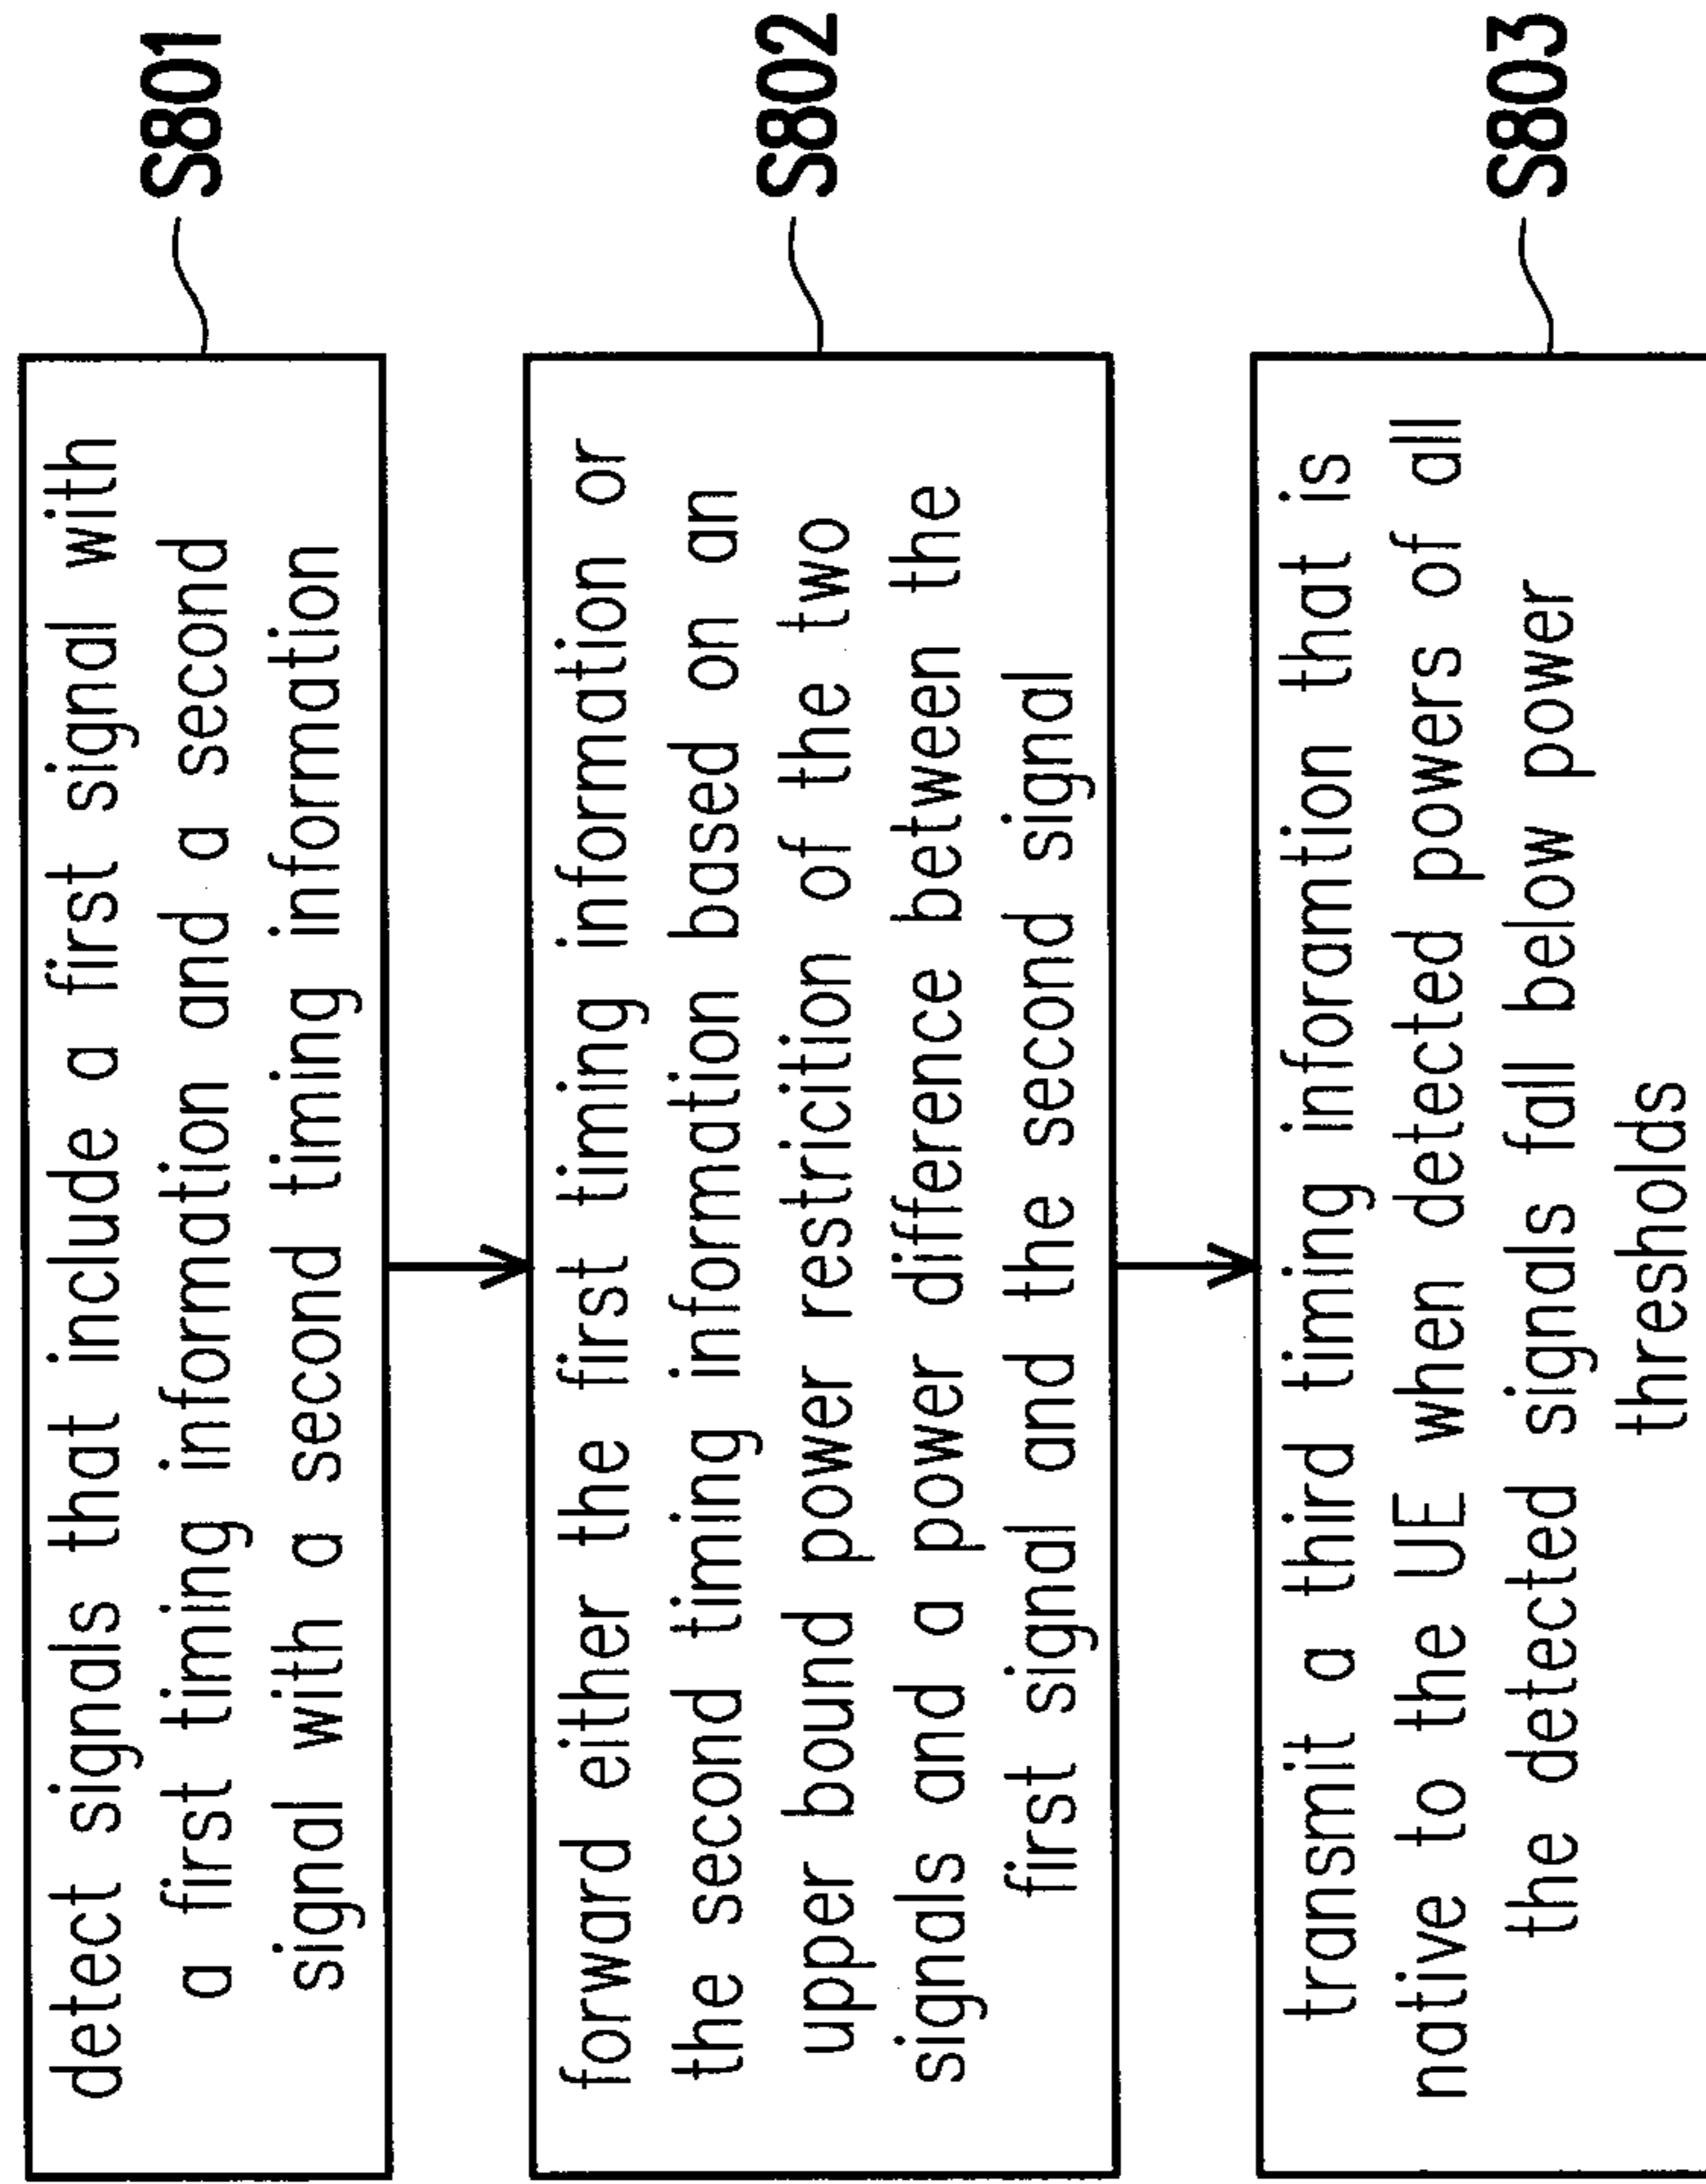 detect signals that include a first signal with
a first timing information and a second
signal with a second timing information
S801
forward either the first timing information or
the second timing information based on an
upper bound power restricition of the two
signals and a power difference between the
first signal and the second signal
S802
transmit a third timing inforamtion that is
native to the UE when detected powers of all
the detected signals fall below power
thresholds
S803